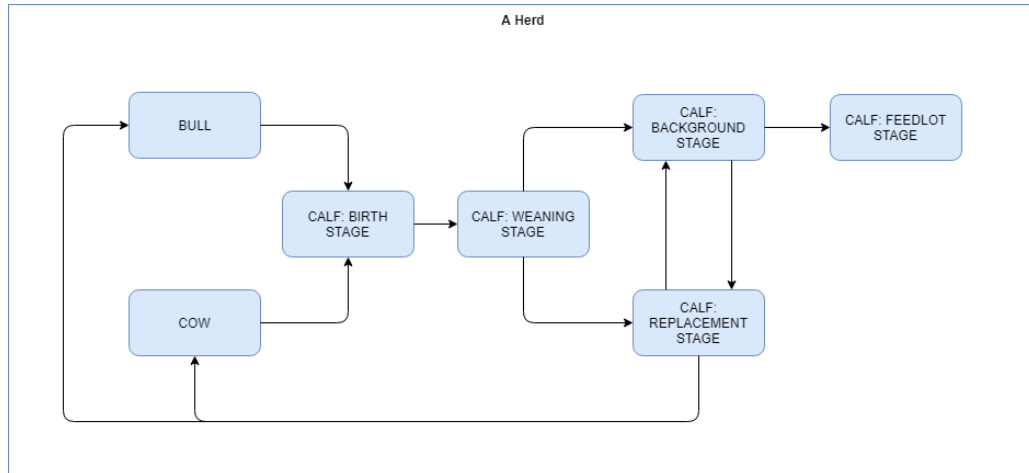 A Herd
BULL
CALF:
BACKGROUND
STAGE
CALF: FEEDLOT
STAGE
CALF: BIRTH
STAGE
CALF: WEANING
STAGE
COW
CALF:
REPLACEMENT
STAGE